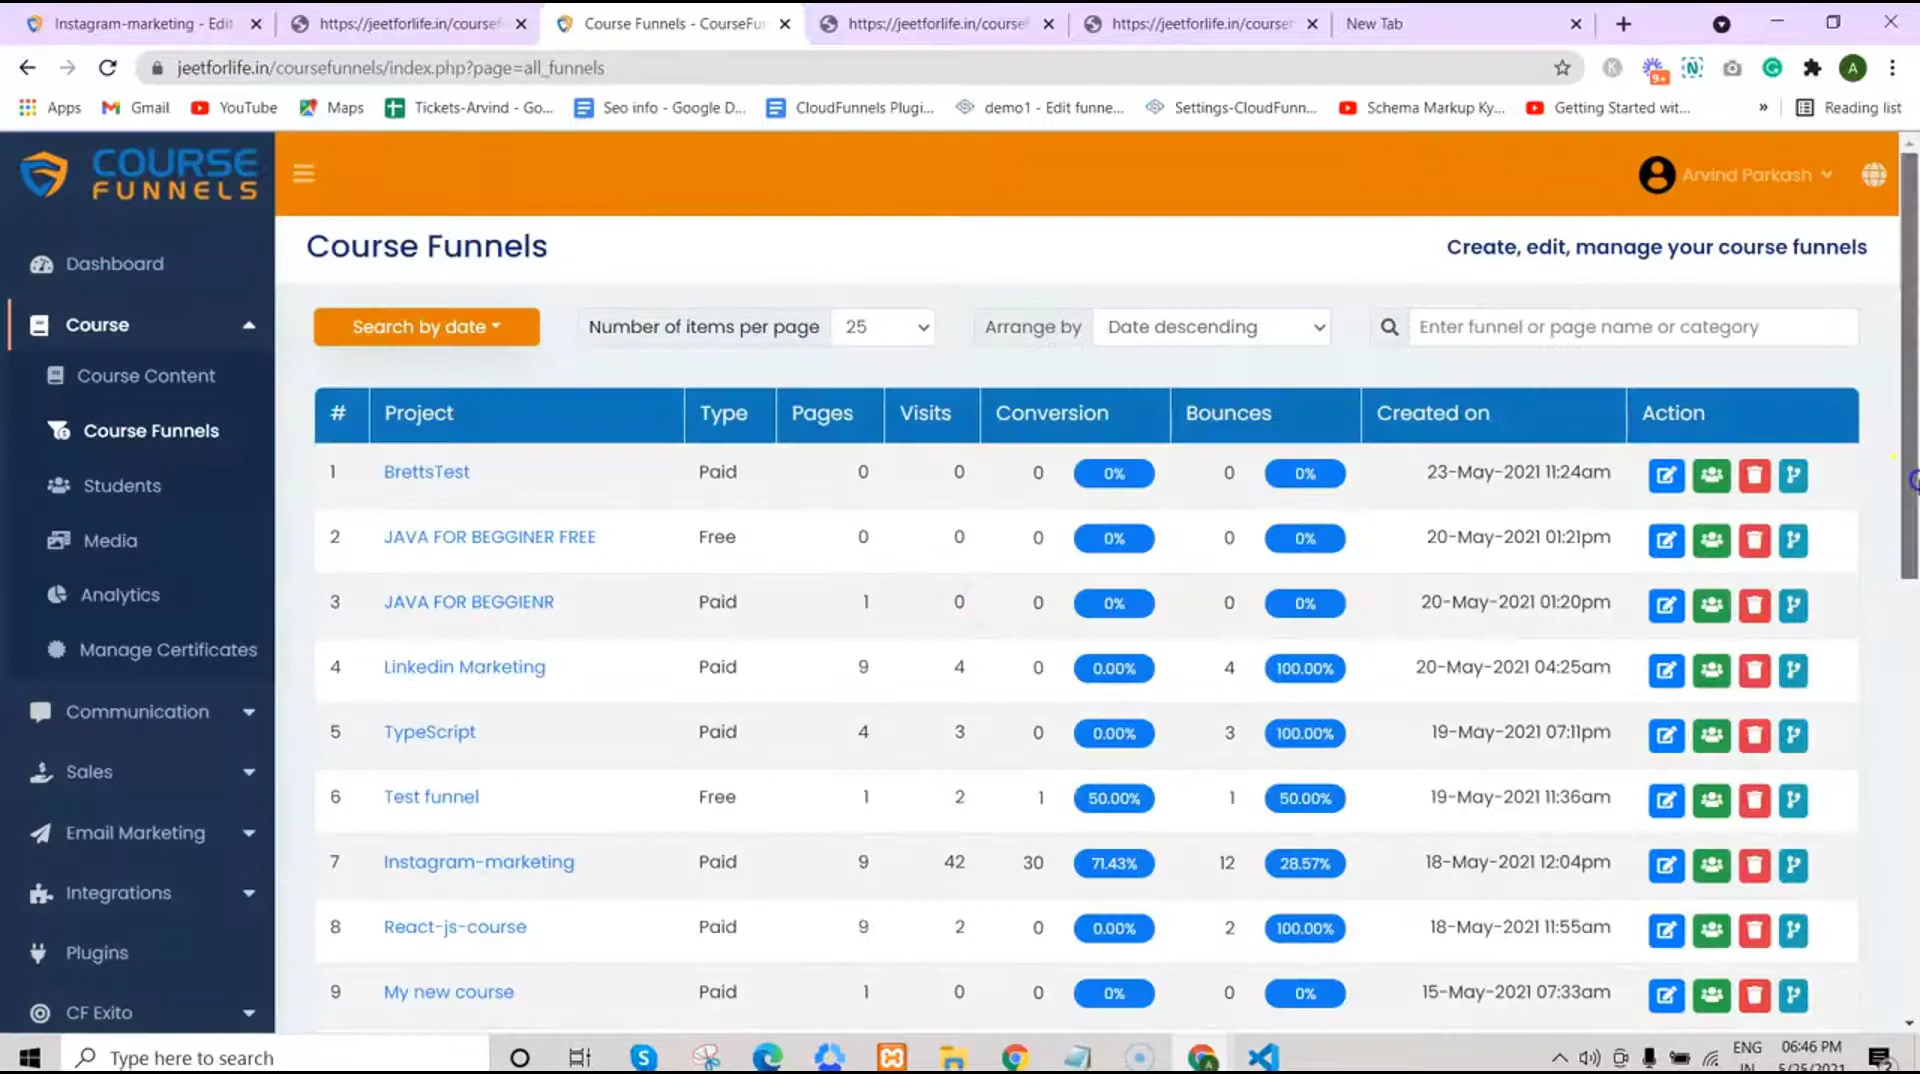 Instagram-marketing - Edit
https://jeetforlife.in/coursef
Course Funnels - CourseFu
https://jeetforlife.in/course
https://jeetforlife.in/course
New Tab
jeetforlife.in/coursefunnels/index.php?page=all_funnels
9+
A
Apps
Gmail
YouTube
Maps
Tickets-Arvind - Go...
Seo info - Google D...
CloudFunnels Plugi...
demo1 - Edit funne...
Settings-CloudFunn...
Schema Markup Ky...
Getting Started wit...
»
Reading list
COURSE
FUNNELS
Arvind Parkash
Dashboard
Course
Course Content
Course Funnels
Students
Media
Analytics
Manage Certificates
Communication
Sales
Email Marketing
Integrations
Plugins
CF Exito
Course Funnels
Create, edit, manage your course funnels
Search by date
Number of items per page 25
Arrange by Date descending
Enter funnel or page name or category
# Project Type Pages Visits Conversion Bounces Created on Action
1 BrettsTest Paid 0 0 0 0% 0 0% 23-May-2021 11:24am
2 JAVA FOR BEGGINER FREE Free 0 0 0 0% 0 0% 20-May-2021 01:21pm
3 JAVA FOR BEGGIENR Paid 1 0 0 0% 0 0% 20-May-2021 01:20pm
4 Linkedin Marketing Paid 9 4 0 0.00% 4 100.00% 20-May-2021 04:25am
5 TypeScript Paid 4 3 0 0.00% 3 100.00% 19-May-2021 07:11pm
6 Test funnel Free 1 2 1 50.00% 1 50.00% 19-May-2021 11:36am
7 Instagram-marketing Paid 9 42 30 71.43% 12 28.57% 18-May-2021 12:04pm
8 React-js-course Paid 9 2 0 0.00% 2 100.00% 18-May-2021 11:55am
9 My new course Paid 1 0 0 0% 0 0% 15-May-2021 07:33am
Type here to search
ENG
IN
06:46 PM
5/25/2021